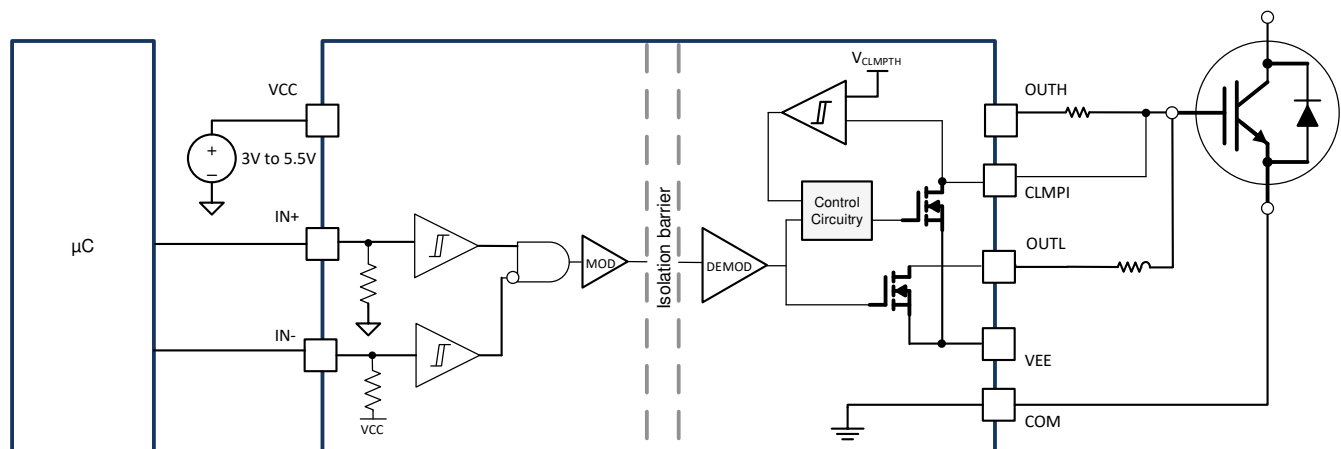 VCLMPTH
VCC
OUTH
+
3V to 5.5V
−
CLMPI
IN+
Control
Circuitry
µC
OUTL
MOD
Isolation barrier
DEMOD
IN-
VEE
VCC
COM